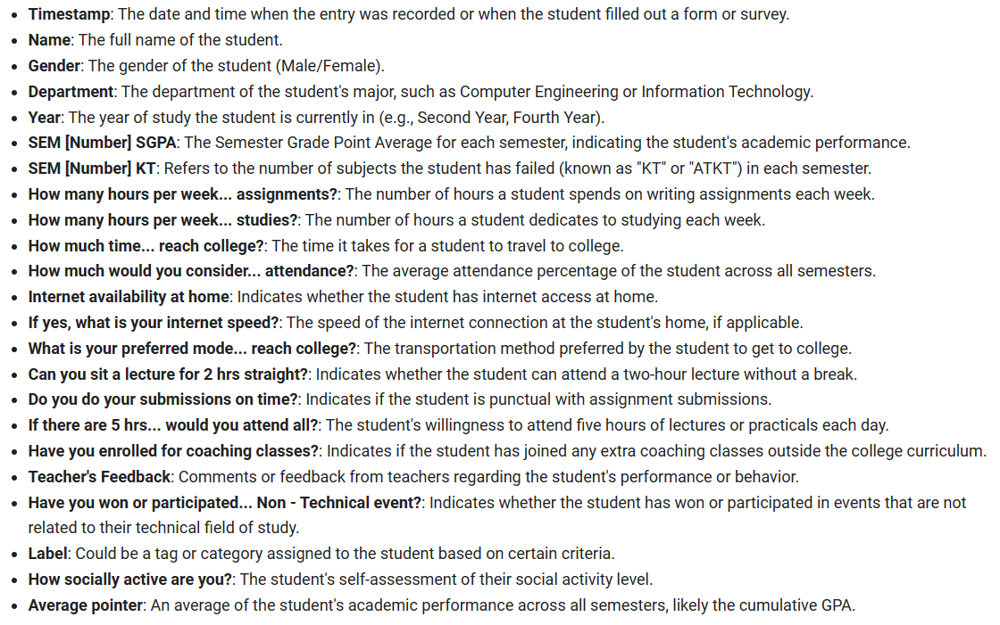 • Timestamp: The date and time when the entry was recorded or when the student filled out a form or survey.
• Name: The full name of the student.
• Gender: The gender of the student (Male/Female).
• Department: The department of the student's major, such as Computer Engineering or Information Technology.
• Year: The year of study the student is currently in (e.g., Second Year, Fourth Year).
• SEM [Number] SGPA: The Semester Grade Point Average for each semester, indicating the student's academic performance.
• SEM [Number] KT: Refers to the number of subjects the student has failed (known as "KT" or "ATKT") in each semester.
• How many hours per week... assignments?: The number of hours a student spends on writing assignments each week.
• How many hours per week... studies?: The number of hours a student dedicates to studying each week.
• How much time... reach college?: The time it takes for a student to travel to college.
• How much would you consider... attendance?: The average attendance percentage of the student across all semesters.
• Internet availability at home: Indicates whether the student has internet access at home.
• If yes, what is your internet speed?: The speed of the internet connection at the student's home, if applicable.
• What is your preferred mode... reach college?: The transportation method preferred by the student to get to college.
• Can you sit a lecture for 2 hrs straight?: Indicates whether the student can attend a two-hour lecture without a break.
• Do you do your submissions on time?: Indicates if the student is punctual with assignment submissions.
• If there are 5 hrs... would you attend all?: The student's willingness to attend five hours of lectures or practicals each day.
• Have you enrolled for coaching classes?: Indicates if the student has joined any extra coaching classes outside the college curriculum.
• Teacher's Feedback: Comments or feedback from teachers regarding the student's performance or behavior.
• Have you won or participated... Non - Technical event?: Indicates whether the student has won or participated in events that are not
related to their technical field of study.
• Label: Could be a tag or category assigned to the student based on certain criteria.
• How socially active are you?: The student's self-assessment of their social activity level.
• Average pointer: An average of the student's academic performance across all semesters, likely the cumulative GPA.